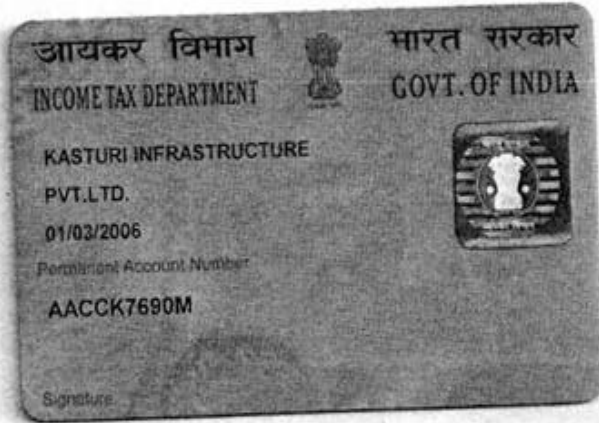 आयकर विभाग
भारत सरकार
INCOME TAX DEPARTMENT
GOVT. OF INDIA
KASTURI INFRASTRUCTURE
PVT.LTD.
01/03/2006
Permanent Account Number
AACCK7690M
Signature